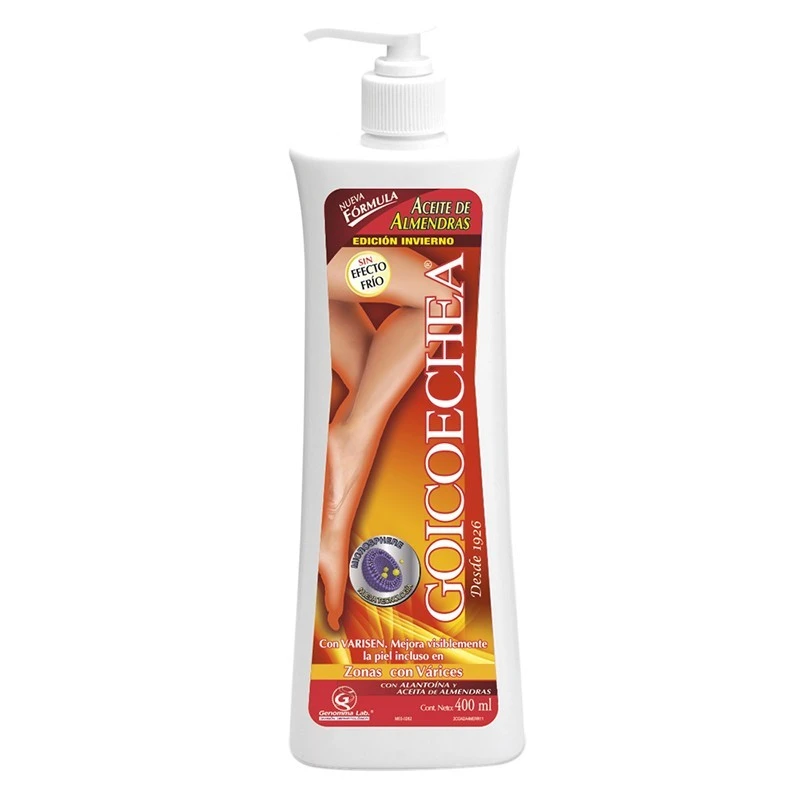 NUEVA
FÓRMULA
ACEITE DE
ALMENDRAS
EDICIÓN INVIERNO
SIN
EFECTO
FRÍO
GOICOECHEA®
Desde 1926
MICROSPHERE
Con VARISEN, Mejora visiblemente
la piel incluso en
Zonas con Várices
CON ALANTOÍNA Y
ACEITE DE ALMENDRAS
Cont. Neto: 400 ml
Genomma Lab.®